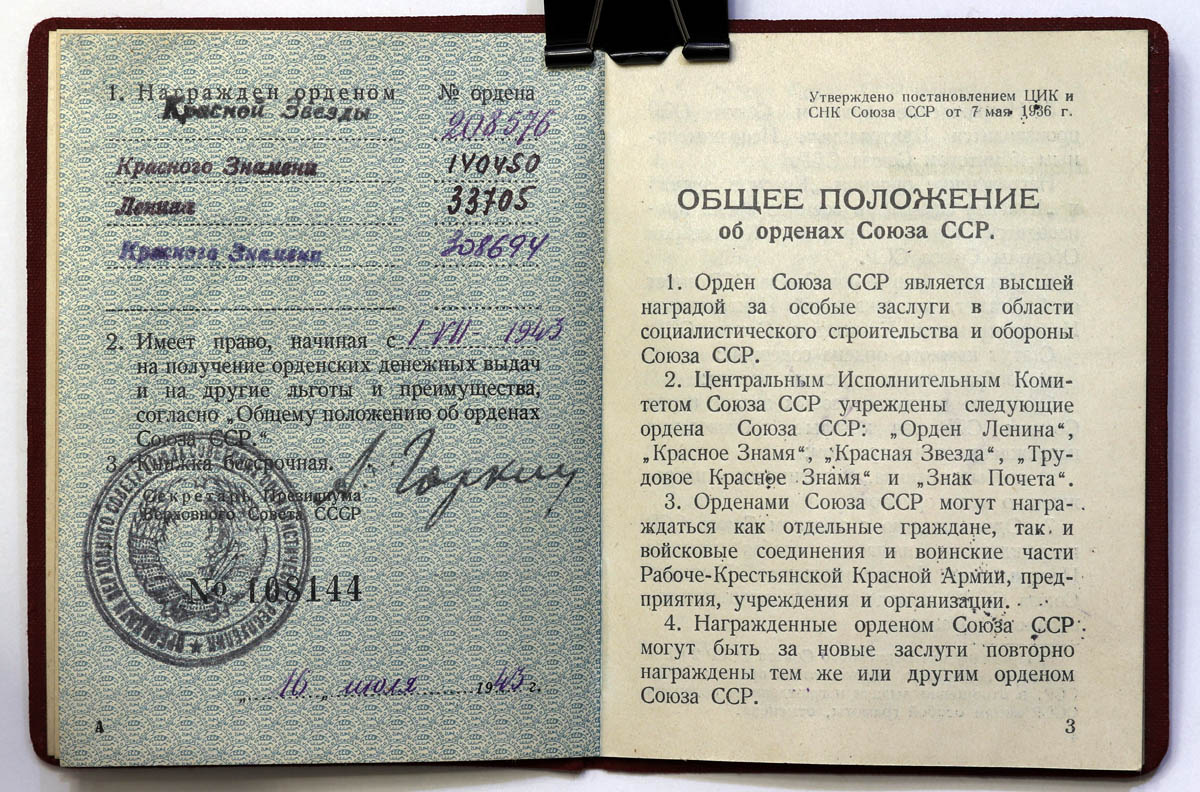 1. Награжден орденом № ордена
Красной Звезды 208576
Красного Знамени 140450
Ленина 33705
Красного Знамени 308694
2. Имеет право, начиная с 1-VII- 1943
на получение орденских денежных выдач
и на другие льготы и преимущества,
согласно „Общему положению об орденах
Союза ССР.“
3. Книжка бессрочная. А. Горкин
Секретарь Президиума
Верховного Совета СССР
№ 108144
„ 16 „ июля 1943 г.
А
Утверждено постановлением ЦИК и
СНК Союза ССР от 7 мая 1936 г.
ОБЩЕЕ ПОЛОЖЕНИЕ
об орденах Союза ССР.
1. Орден Союза ССР является высшей
наградой за особые заслуги в области
социалистического строительства и обороны
Союза ССР.
2. Центральным Исполнительным Коми-
тетом Союза ССР учреждены следующие
ордена Союза ССР: „Орден Ленина“,
„Красное Знамя“, „Красная Звезда“, „Тру-
довое Красное Знамя“ и „Знак Почета“.
3. Орденами Союза ССР могут награ-
ждаться как отдельные граждане, так и
войсковые соединения и воинские части
Рабоче-Крестьянской Красной Армии, пред-
приятия, учреждения и организации.
4. Награжденные орденом Союза ССР
могут быть за новые заслуги повторно
награждены тем же или другим орденом
Союза ССР.
3